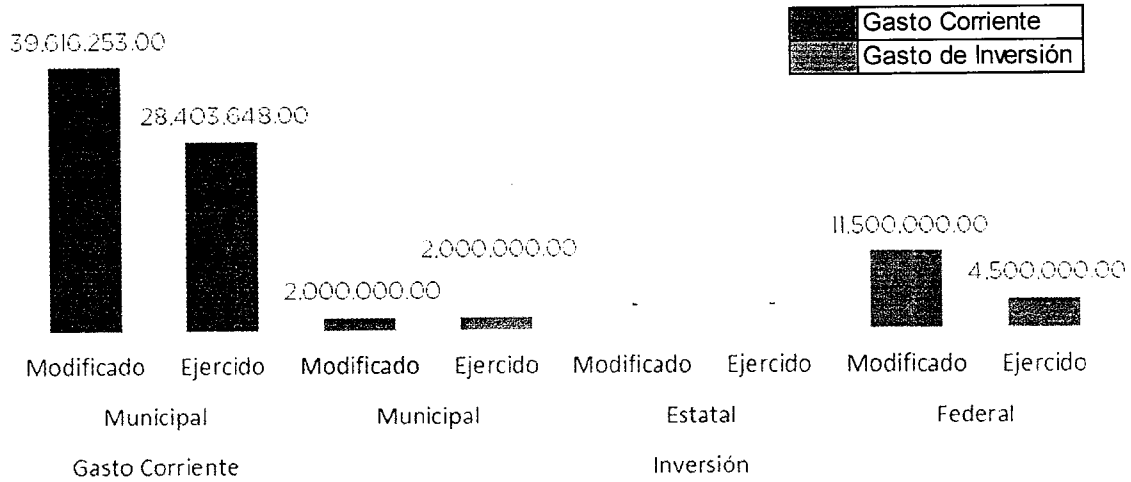 Gasto Corriente
Gasto de Inversión
39,616,253.00
28,403,648.00
2,000,000.00
2,000,000.00
-
-
11,500,000.00
4,500,000.00
Modificado Ejercido Modificado Ejercido Modificado Ejercido Modificado Ejercido
Municipal Municipal Estatal Federal
Gasto Corriente Inversión